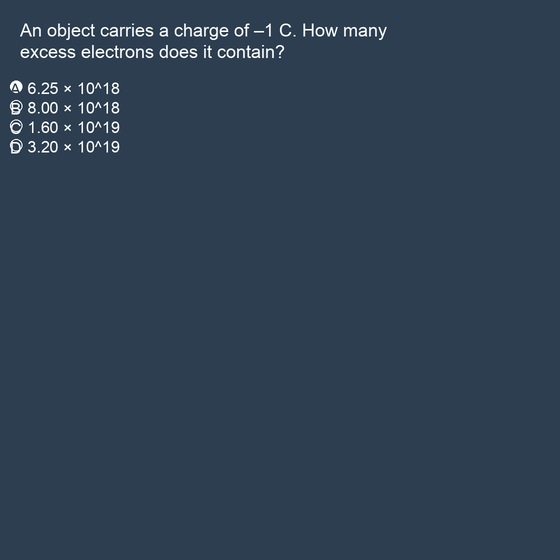 An object carries a charge of –1 C. How many
excess electrons does it contain?
A 6.25 × 10^18
B 8.00 × 10^18
C 1.60 × 10^19
D 3.20 × 10^19